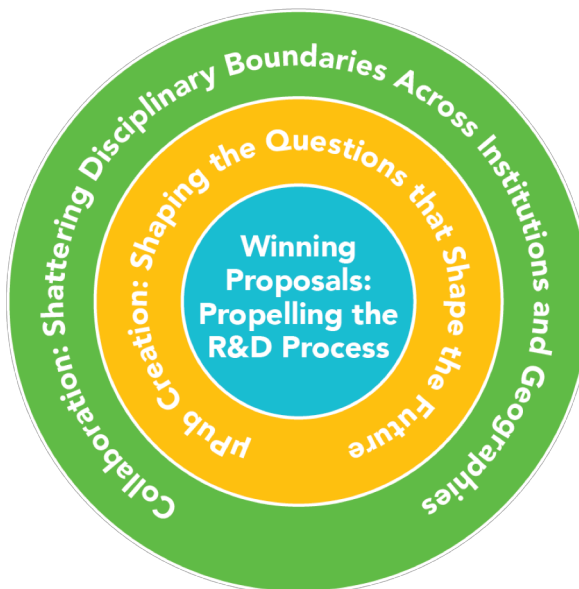 Collaboration: Shattering Disciplinary Boundaries Across Institutions and Geographies
µPub Creation: Shaping the Questions that Shape the Future
Winning
Proposals:
Propelling the
R&D Process